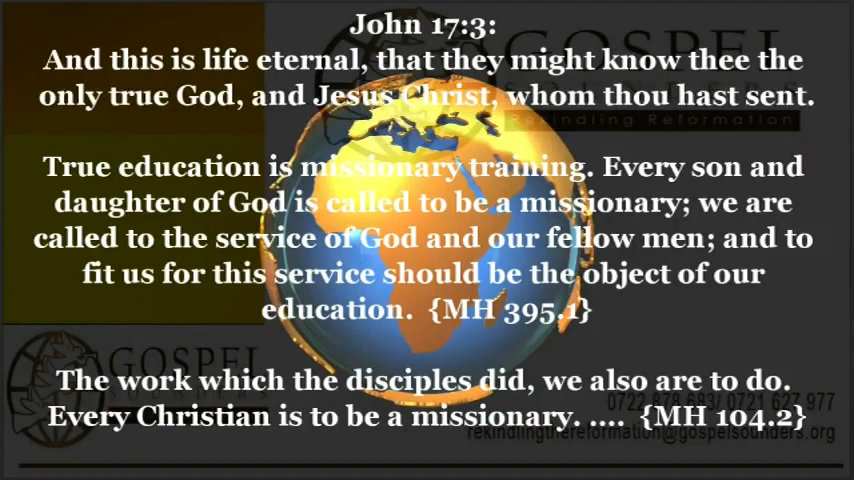 John 17:3:
And this is life eternal, that they might know thee the
only true God, and Jesus Christ, whom thou hast sent.
True education is missionary training. Every son and
daughter of God is called to be a missionary; we are
called to the service of God and our fellow men; and to
fit us for this service should be the object of our
education. {MH 395.1}
The work which the disciples did, we also are to do.
Every Christian is to be a missionary. .... {MH 104.2}
GOSPEL
SOUNDERS
Rekindling Reformation
GOSPEL
SOUNDERS
0722 878 683/ 0721 627 977
rekindlingthereformation@gospelsounders.org